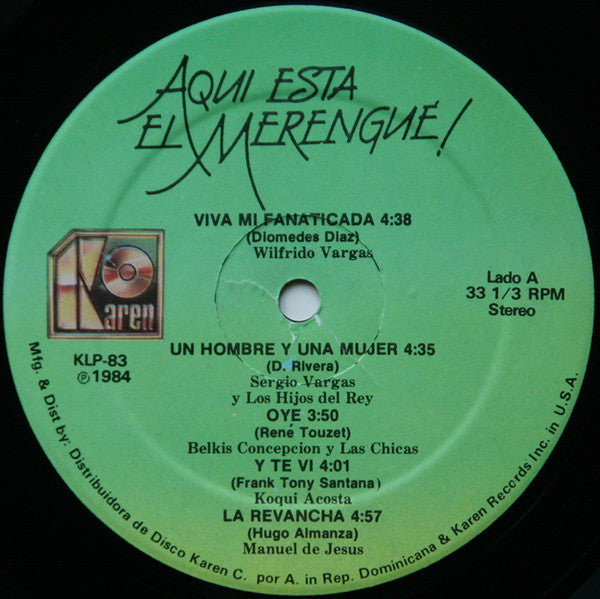 AQUI ESTA
EL MERENGUE!
VIVA MI FANATICADA 4:38
(Diomedes Diaz)
Wilfrido Vargas
Karen
KLP-83
℗ 1984
Lado A
33 1/3 RPM
Stereo
UN HOMBRE Y UNA MUJER 4:35
(D. Rivera)
Sergio Vargas
y Los Hijos del Rey
OYE 3:50
(René Touzet)
Belkis Concepcion y Las Chicas
Y TE VI 4:01
(Frank Tony Santana)
Koqui Acosta
LA REVANCHA 4:57
(Hugo Almanza)
Manuel de Jesus
Mfg. & Dist by: Distribuidora de Disco Karen C. por A. in Rep. Dominicana & Karen Records Inc. in U.S.A.